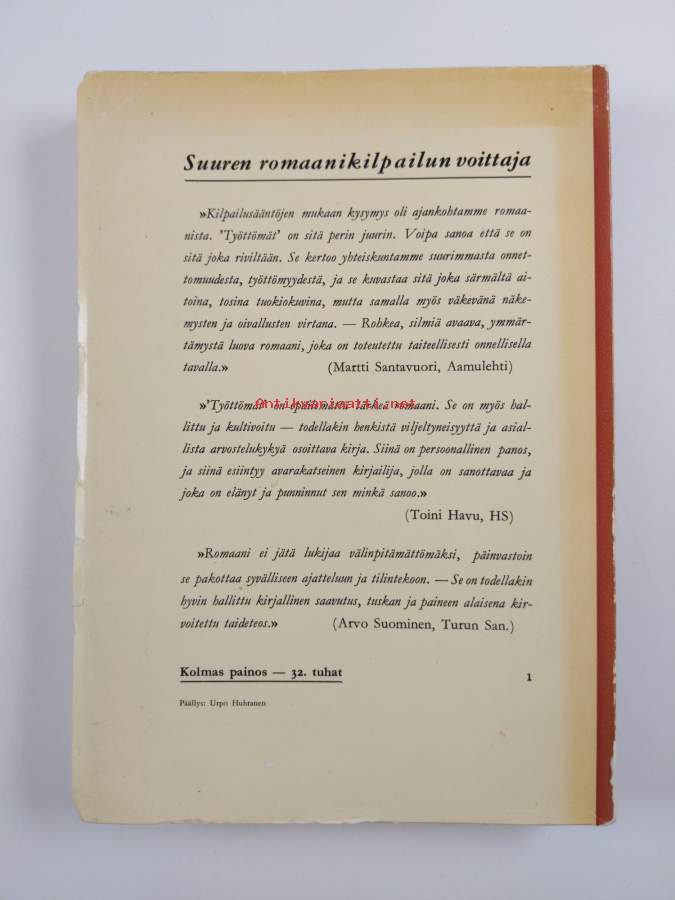 Suuren romaanikilpailun voittaja
»Kilpailusääntöjen mukaan kysymys oli ajankohtamme romaa-
nista. 'Työttömät' on sitä perin juurin. Voipa sanoa että se on
sitä joka riviltään. Se kertoo yhteiskuntamme suurimmasta onnet-
tomuudesta, työttömyydestä, ja se kuvastaa sitä joka särmältä ai-
toina, tosina tuokiokuvina, mutta samalla myös väkevänä näke-
mysten ja oivallusten virtana. — Rohkea, silmiä avaava, ymmär-
tämystä luova romaani, joka on toteutettu taiteellisesti onnellisella
tavalla.» (Martti Santavuori, Aamulehti)
Antikvariaatti.net
»'Työttömät' on epäämättä tärkeä romaani. Se on myös hal-
littu ja kultivoitu — todellakin henkistä viljeltyneisyyttä ja asial-
lista arvostelukykyä osoittava kirja. Siinä on persoonallinen panos,
ja siinä esiintyy avarakatseinen kirjailija, jolla on sanottavaa ja
joka on elänyt ja punninnut sen minkä sanoo.»
(Toini Havu, HS)
»Romaani ei jätä lukijaa välinpitämättömäksi, päinvastoin
se pakottaa syvälliseen ajatteluun ja tilintekoon. — Se on todellakin
hyvin hallittu kirjallinen saavutus, tuskan ja paineen alaisena kir-
voitettu taideteos.» (Arvo Suominen, Turun San.)
Kolmas painos — 32. tuhat 1
Päällys: Urpo Huhtanen